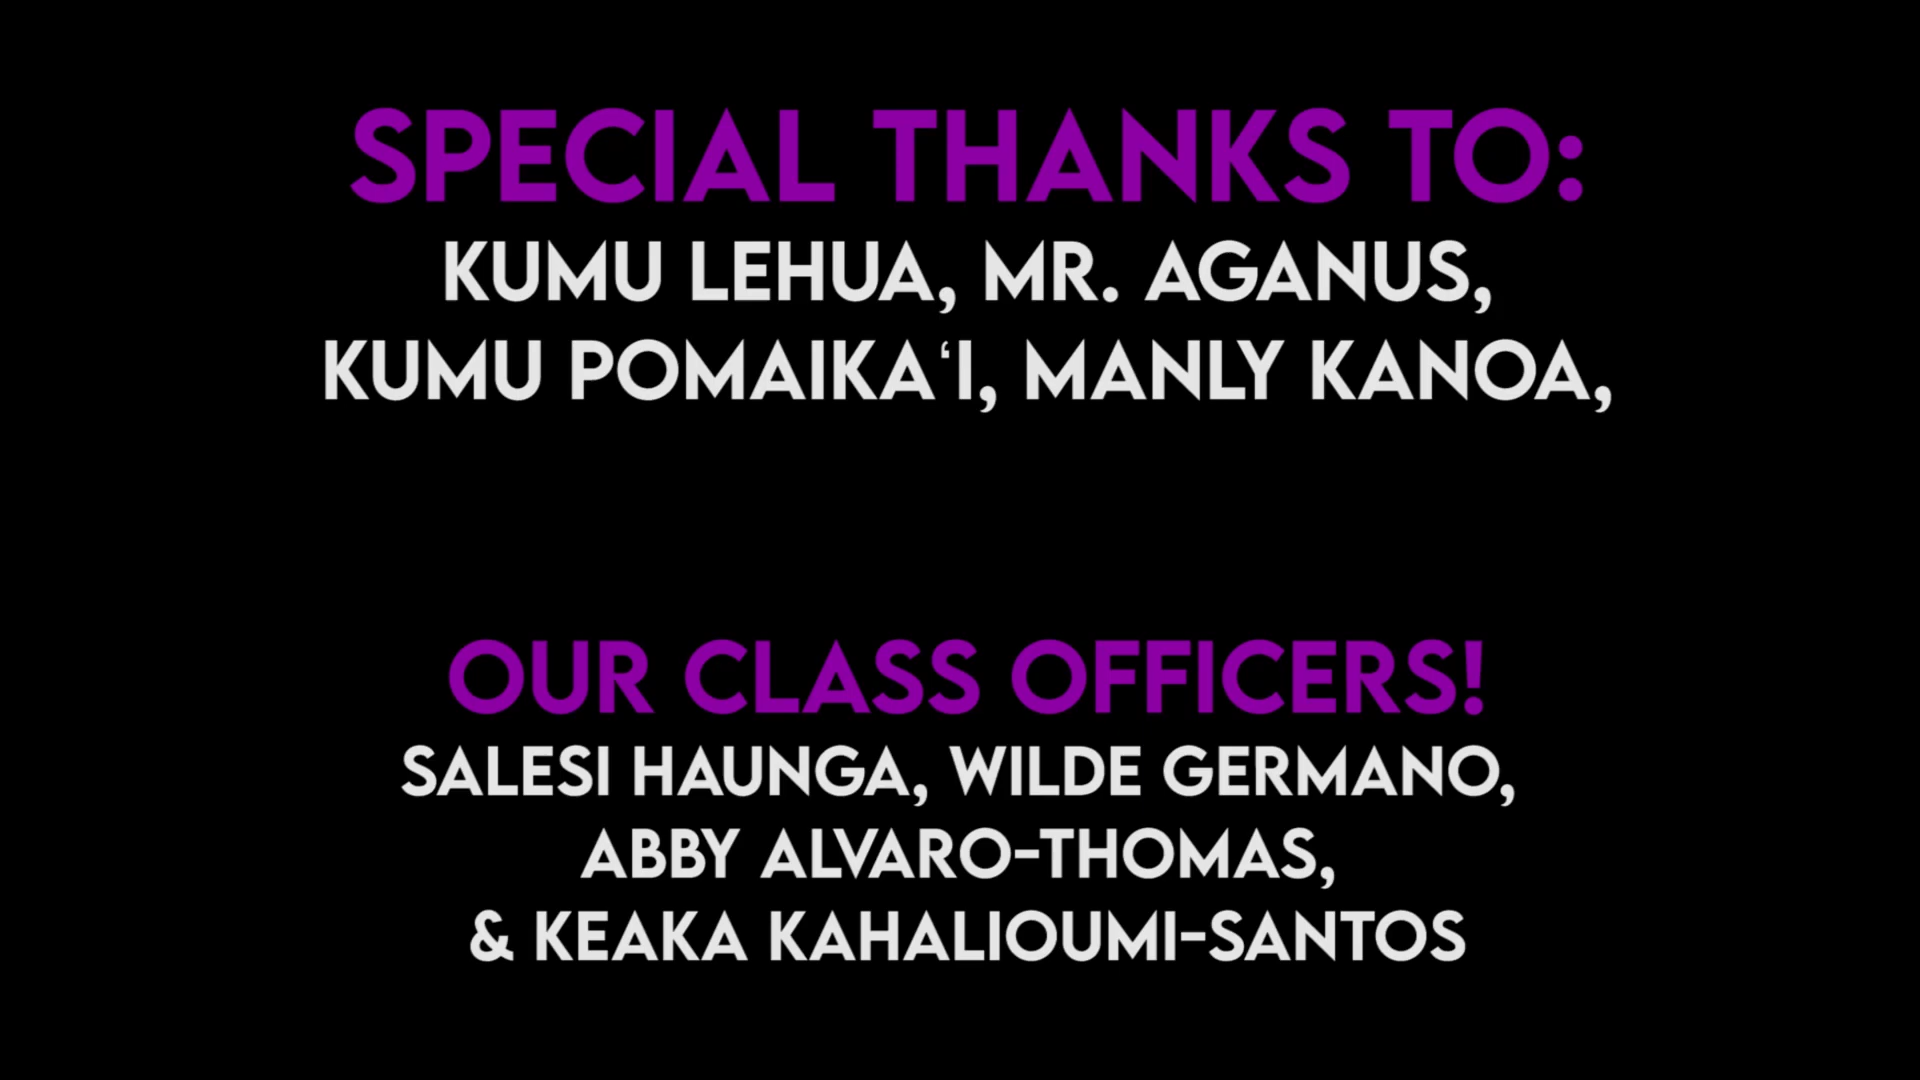 SPECIAL THANKS TO:
KUMU LEHUA, MR. AGANUS,
KUMU POMAIKAʻI, MANLY KANOA,
OUR CLASS OFFICERS!
SALESI HAUNGA, WILDE GERMANO,
ABBY ALVARO-THOMAS,
& KEAKA KAHALIOUMI-SANTOS